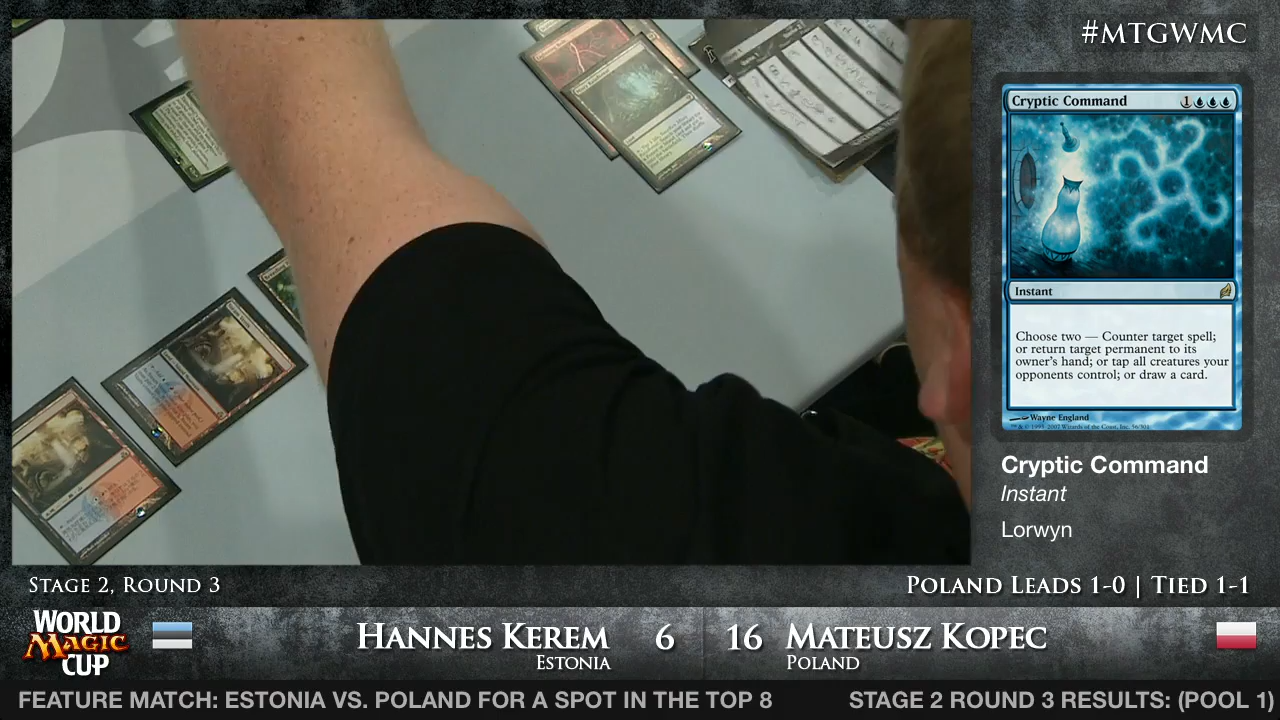 #MTGWMC
Cryptic Command 1
Instant
Choose two — Counter target spell;
or return target permanent to its
owner's hand; or tap all creatures your
opponents control; or draw a card.
Wayne England
Cryptic Command
Instant
Lorwyn
STAGE 2, ROUND 3
POLAND LEADS 1-0 | TIED 1-1
WORLD
MAGIC
CUP
HANNES KEREM 6
ESTONIA
16 MATEUSZ KOPEC
POLAND
FEATURE MATCH: ESTONIA VS. POLAND FOR A SPOT IN THE TOP 8
STAGE 2 ROUND 3 RESULTS: (POOL 1)